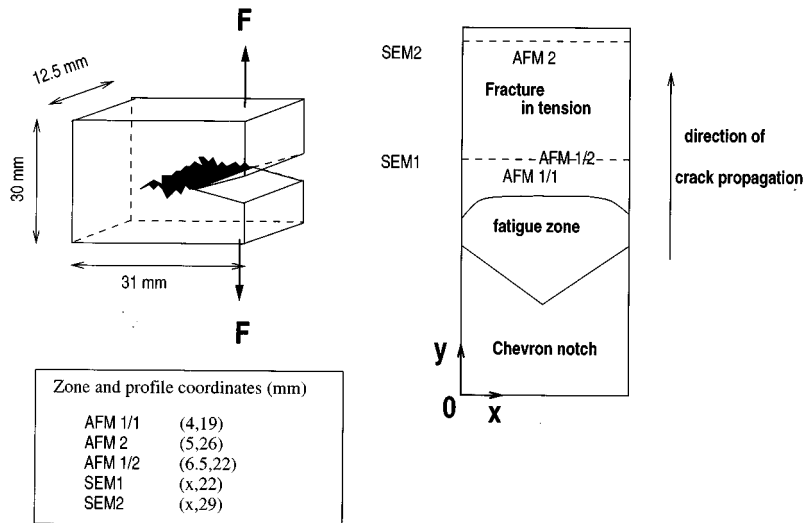 F
12.5 mm
30 mm
31 mm
F
SEM2
AFM 2
Fracture
in tension
SEM1
AFM 1/2
AFM 1/1
fatigue zone
direction of
crack propagation
Chevron notch
y
0
x
Zone and profile coordinates (mm)
AFM 1/1 (4,19)
AFM 2 (5,26)
AFM 1/2 (6.5,22)
SEM1 (x,22)
SEM2 (x,29)